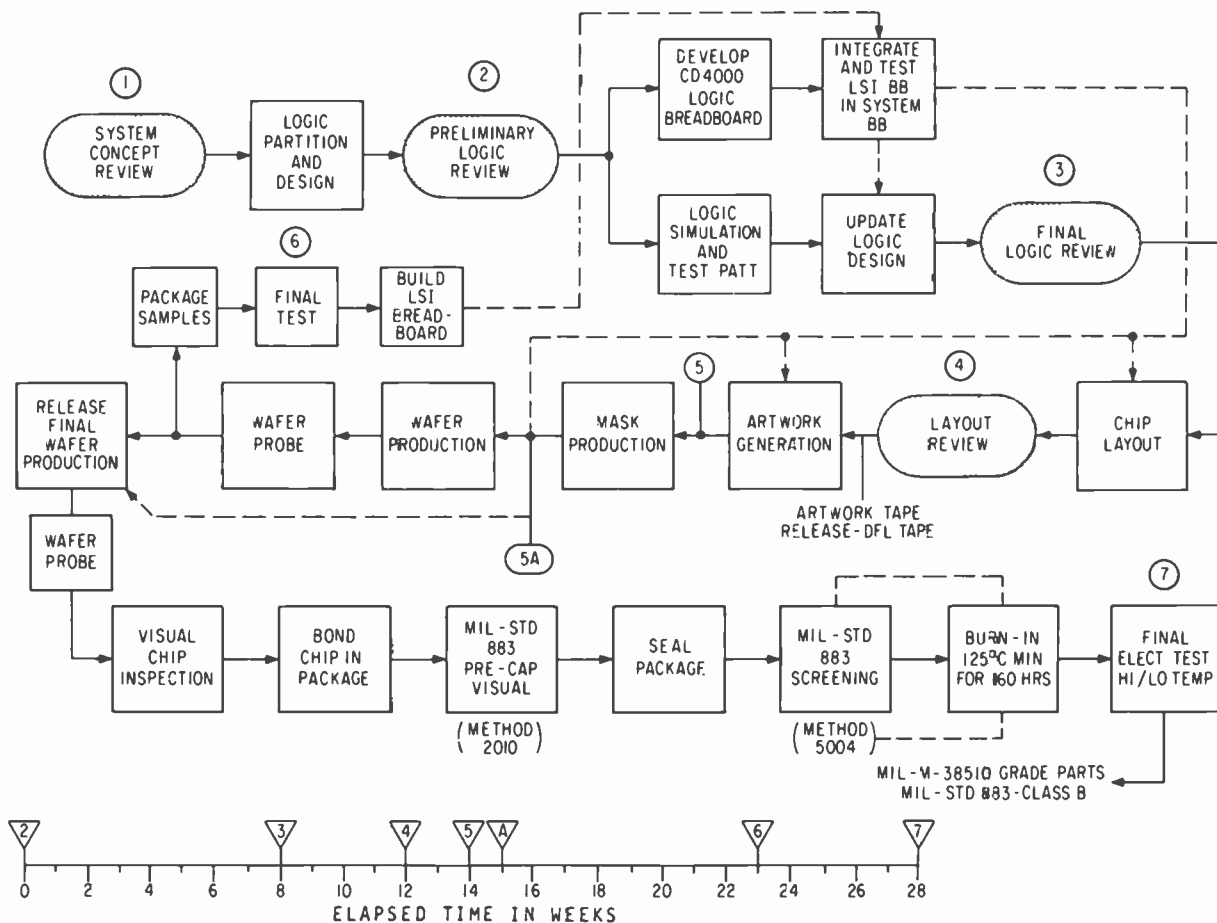 1
SYSTEM
CONCEPT
REVIEW
LOGIC
PARTITION
AND
DESIGN
2
PRELIMINARY
LOGIC
REVIEW
DEVELOP
CD4000
LOGIC
BREADBOARD
INTEGRATE
AND TEST
LSI BB
IN SYSTEM
BB
LOGIC
SIMULATION
AND
TEST PATT
UPDATE
LOGIC
DESIGN
3
FINAL
LOGIC REVIEW
PACKAGE
SAMPLES
6
FINAL
TEST
BUILD
LSI
BREAD-
BOARD
RELEASE
FINAL
WAFER
PRODUCTION
WAFER
PROBE
WAFER
PRODUCTION
MASK
PRODUCTION
5
ARTWORK
GENERATION
4
LAYOUT
REVIEW
CHIP
LAYOUT
ARTWORK TAPE
RELEASE-DFL TAPE
5A
WAFER
PROBE
VISUAL
CHIP
INSPECTION
BOND
CHIP IN
PACKAGE
MIL-STD
883
PRE-CAP
VISUAL
(METHOD
2010)
SEAL
PACKAGE
MIL-STD
883
SCREENING
(METHOD
5004)
BURN-IN
125°C MIN
FOR 160 HRS
7
FINAL
ELECT TEST
HI/LO TEMP
MIL-M-38510 GRADE PARTS
MIL-STD 883-CLASS B
2 3 4 5 A 6 7
0 2 4 6 8 10 12 14 16 18 20 22 24 26 28
ELAPSED TIME IN WEEKS